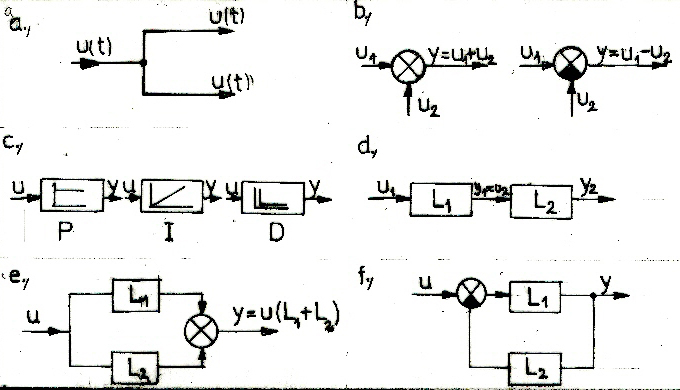 a,
u(t)
u(t)
u(t)
b,
u₁
y=u₁+u₂
u₂
u₁
y=u₁-u₂
u₂
c,
u
y
u
y
u
y
P
I
D
d,
u₁
L₁
y₁=u₂
L₂
y₂
e,
u
L₁
L₂
y=u(L₁+L₂)
f,
u
L₁
y
L₂